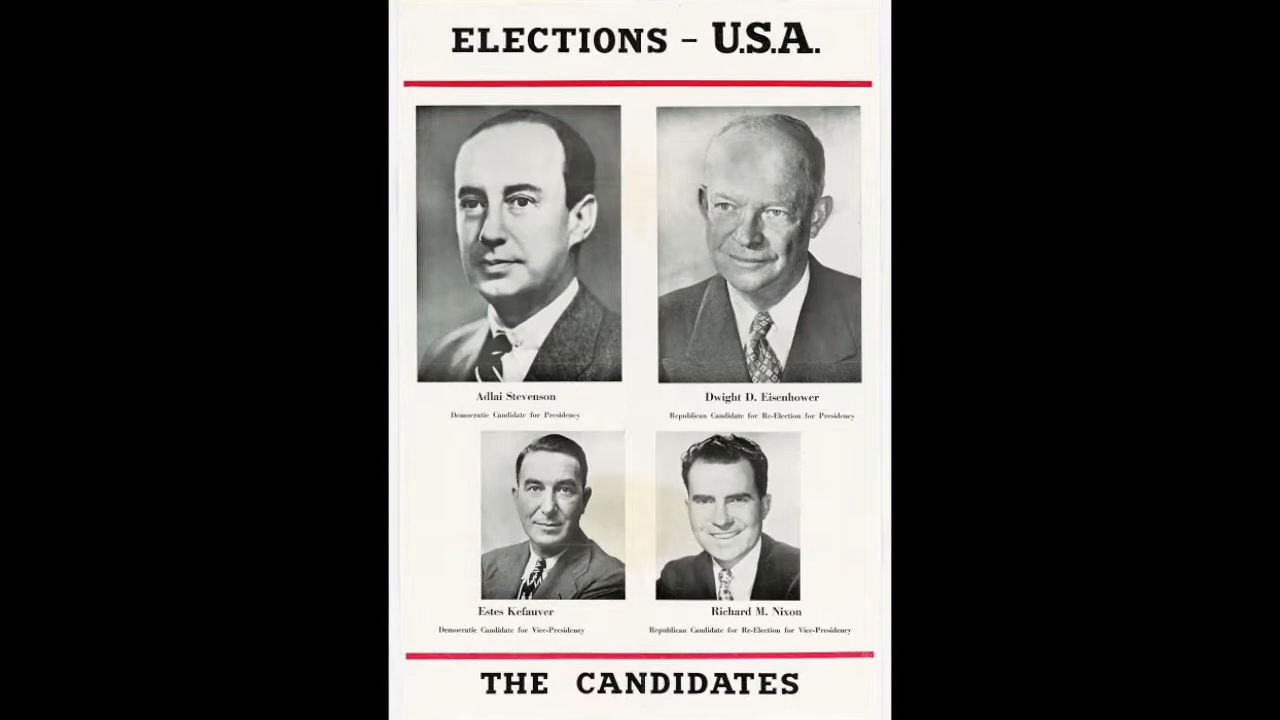 ELECTIONS – U.S.A.
Adlai Stevenson
Democratic Candidate for Presidency
Dwight D. Eisenhower
Republican Candidate for Re-Election for Presidency
Estes Kefauver
Democratic Candidate for Vice-Presidency
Richard M. Nixon
Republican Candidate for Re-Election for Vice-Presidency
THE CANDIDATES